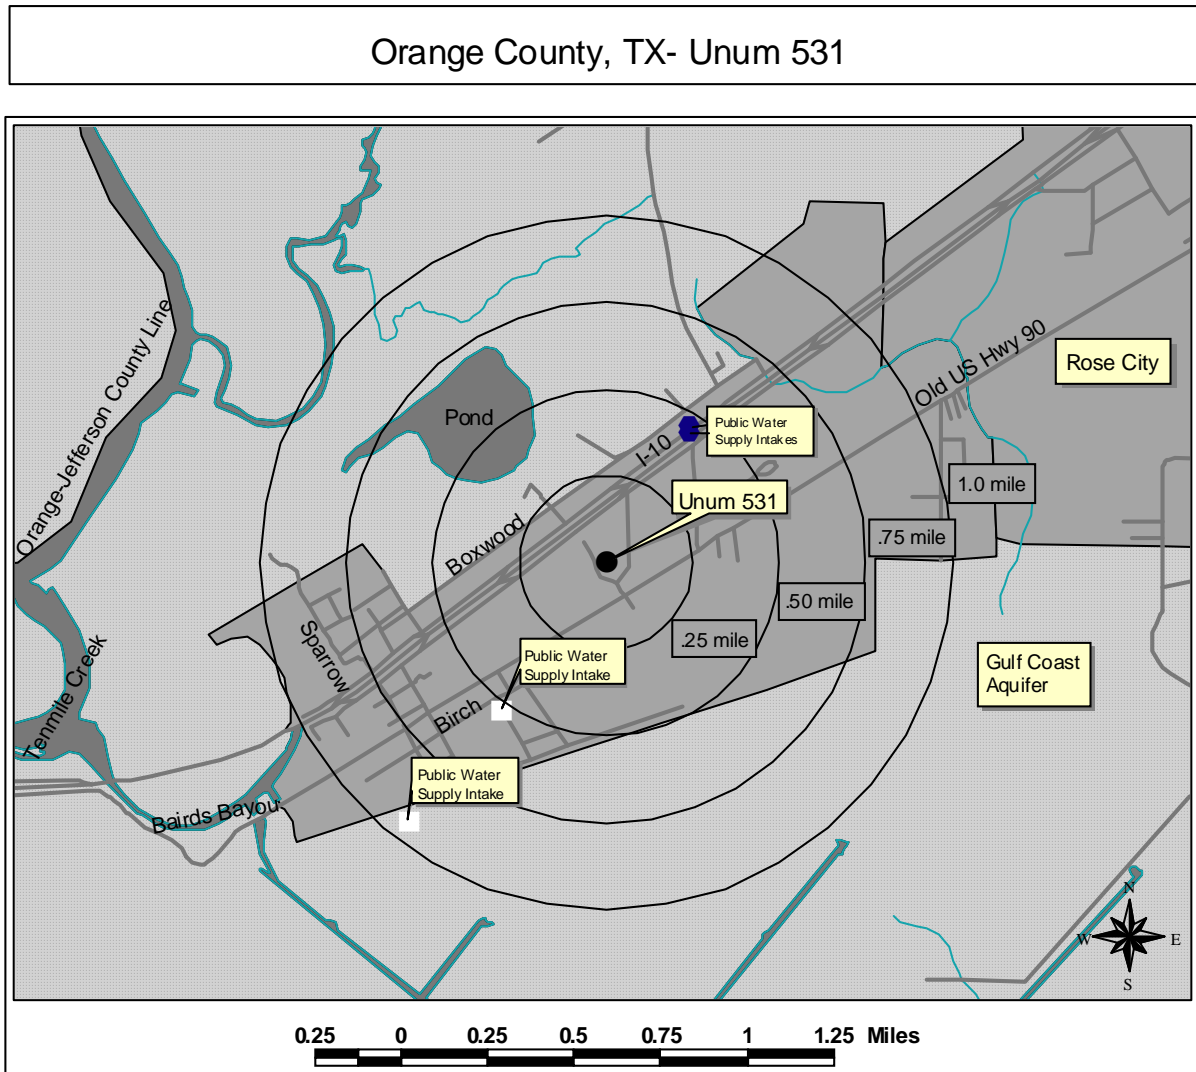 Orange County, TX- Unum 531
Orange-Jefferson County Line
Pond
Old US Hwy 90
Rose City
I-10
Public Water
Supply Intakes
Unum 531
1.0 mile
.75 mile
Boxwood
.50 mile
.25 mile
Sparrow
Public Water
Supply Intake
Gulf Coast
Aquifer
Tenmile Creek
Birch
Public Water
Supply Intake
Bairds Bayou
N
W
E
S
0.25 0 0.25 0.5 0.75 1 1.25 Miles